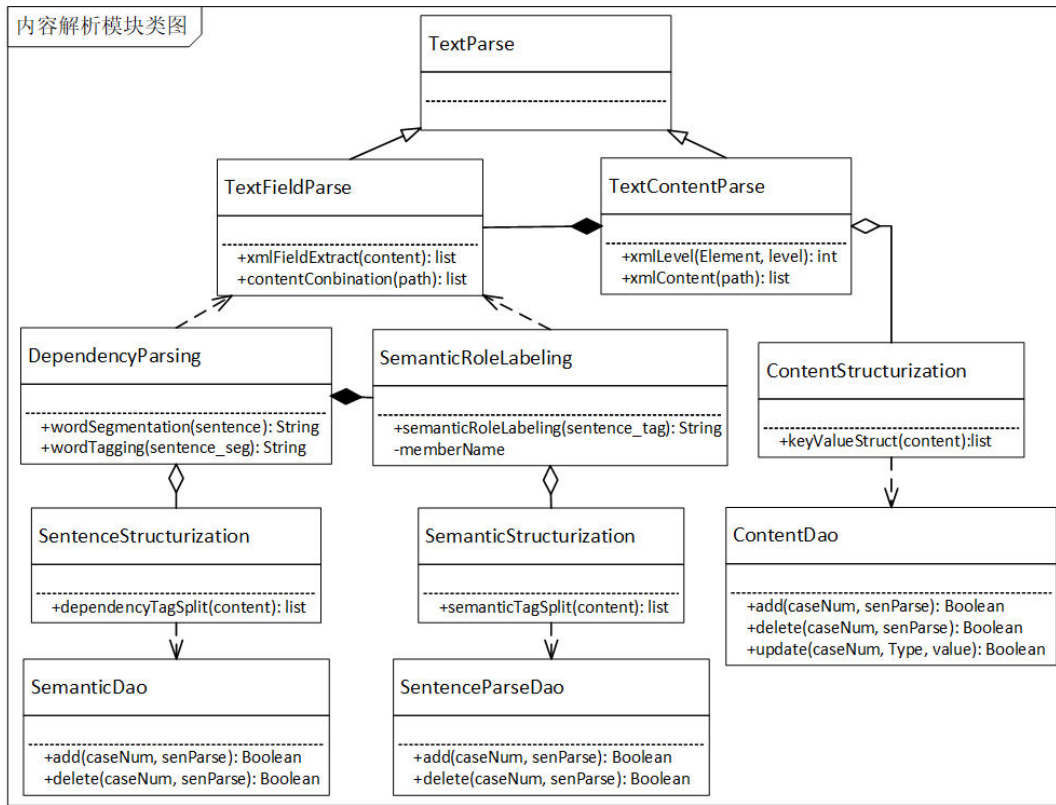 内容解析模块类图
TextParse
TextFieldParse
+xmlFieldExtract(content): list
+contentConbination(path): list
TextContentParse
+xmlLevel(Element, level): int
+xmlContent(path): list
DependencyParsing
+wordSegmentation(sentence): String
+wordTagging(sentence_seg): String
SemanticRoleLabeling
+semanticRoleLabeling(sentence_tag): String
-memberName
ContentStructurization
+keyValueStruct(content):list
SentenceStructurization
+dependencyTagSplit(content): list
SemanticStructurization
+semanticTagSplit(content): list
ContentDao
+add(caseNum, senParse): Boolean
+delete(caseNum, senParse): Boolean
+update(caseNum, Type, value): Boolean
SemanticDao
+add(caseNum, senParse): Boolean
+delete(caseNum, senParse): Boolean
SentenceParseDao
+add(caseNum, senParse): Boolean
+delete(caseNum, senParse): Boolean